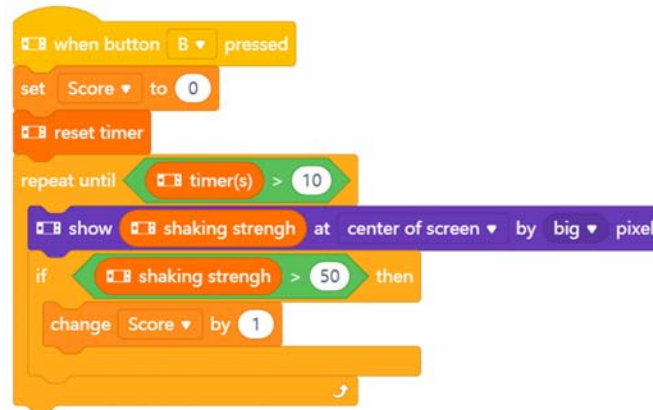 when button B pressed
set Score to 0
reset timer
repeat until timer(s) > 10
show shaking strengh at center of screen by big pixel
if shaking strengh > 50 then
change Score by 1